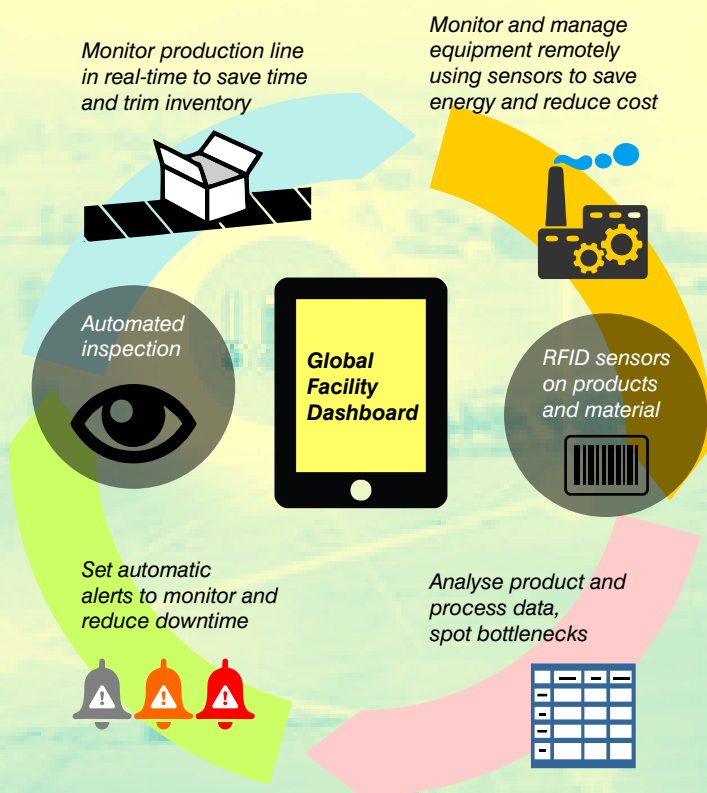 Monitor production line
in real-time to save time
and trim inventory
Monitor and manage
equipment remotely
using sensors to save
energy and reduce cost
Automated
inspection
Global
Facility
Dashboard
RFID sensors
on products
and material
Set automatic
alerts to monitor and
reduce downtime
Analyse product and
process data,
spot bottlenecks